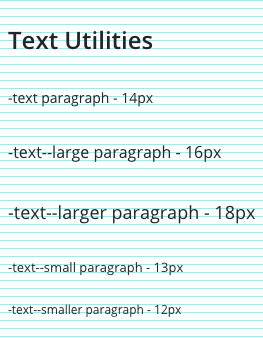 Text Utilities
-text paragraph - 14px
-text--large paragraph - 16px
-text--larger paragraph - 18px
-text--small paragraph - 13px
-text--smaller paragraph - 12px